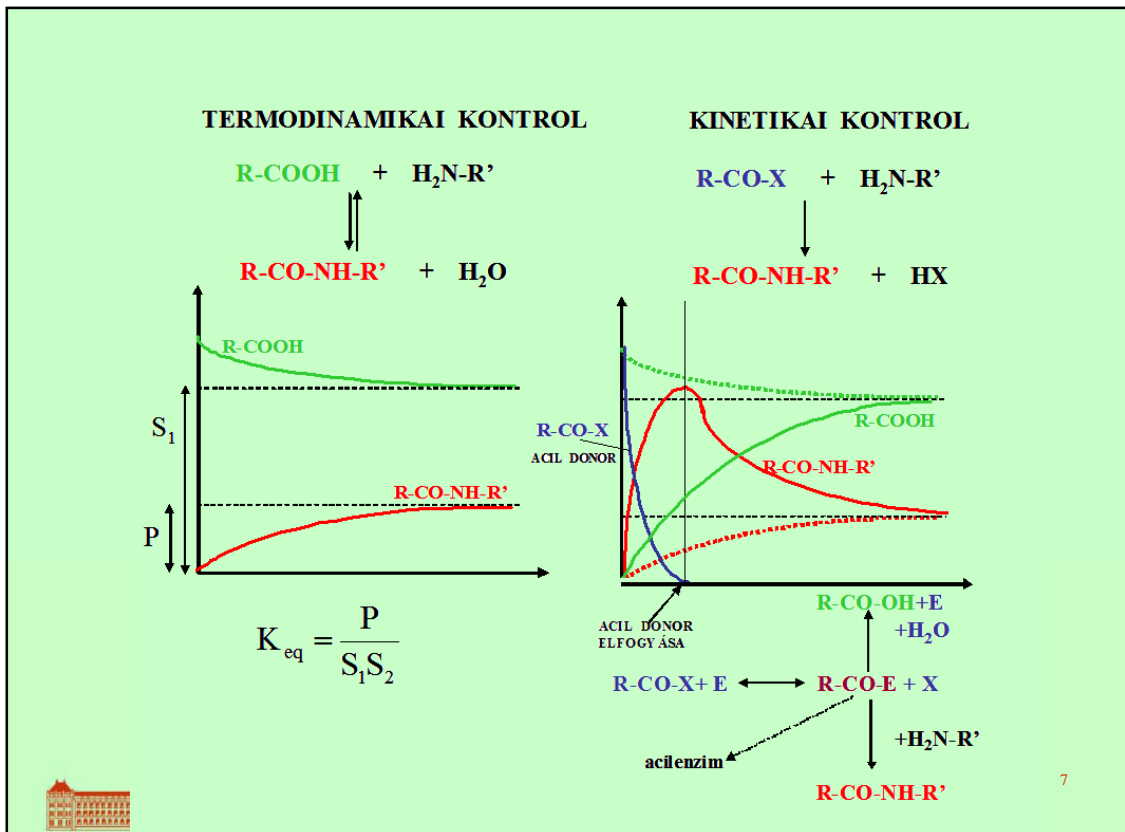 TERMODINAMIKAI KONTROL
R-COOH + H₂N-R’
R-CO-NH-R’ + H₂O
R-COOH
S₁
R-CO-NH-R’
P
K_eq = P / S₁S₂
KINETIKAI KONTROL
R-CO-X + H₂N-R’
R-CO-NH-R’ + HX
R-CO-X
ACIL DONOR
R-COOH
R-CO-NH-R’
ACIL DONOR
ELFOGYÁSA
R-CO-OH+E
+H₂O
R-CO-X+ E
R-CO-E + X
+H₂N-R’
acilenzim
R-CO-NH-R’
7